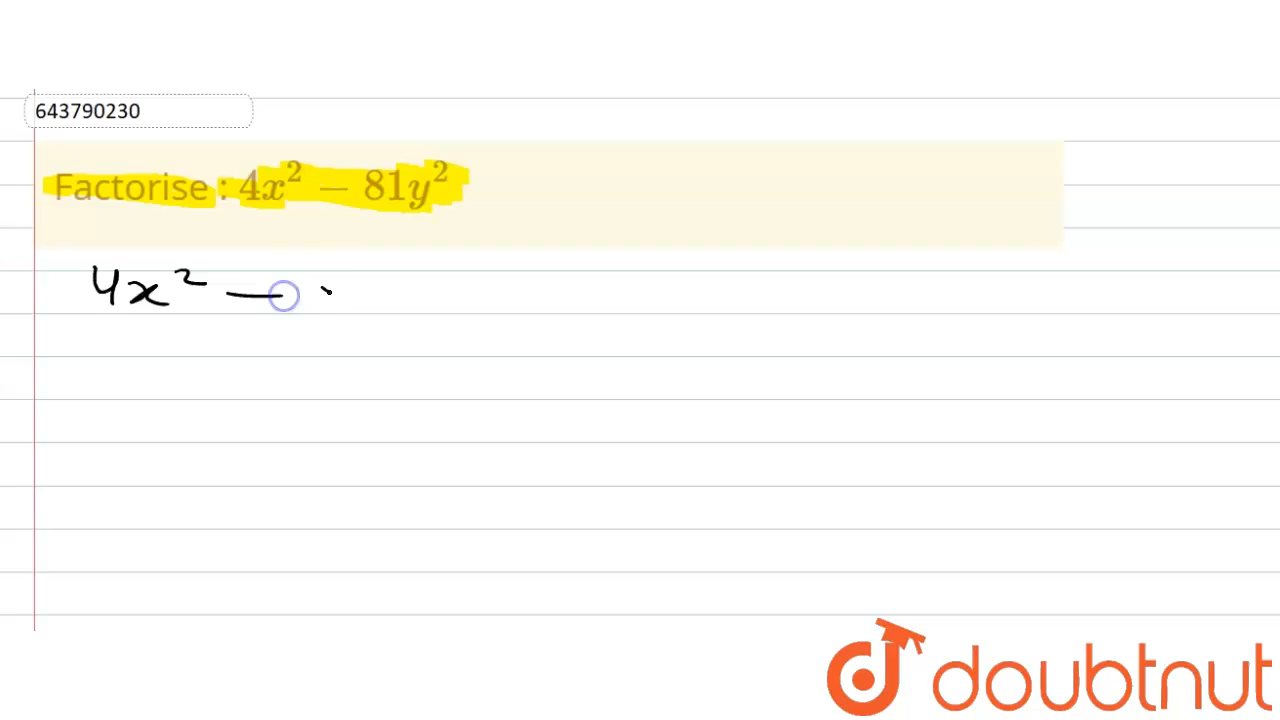 643790230
Factorise : 4x² − 81y²
4x² −
doubtnut